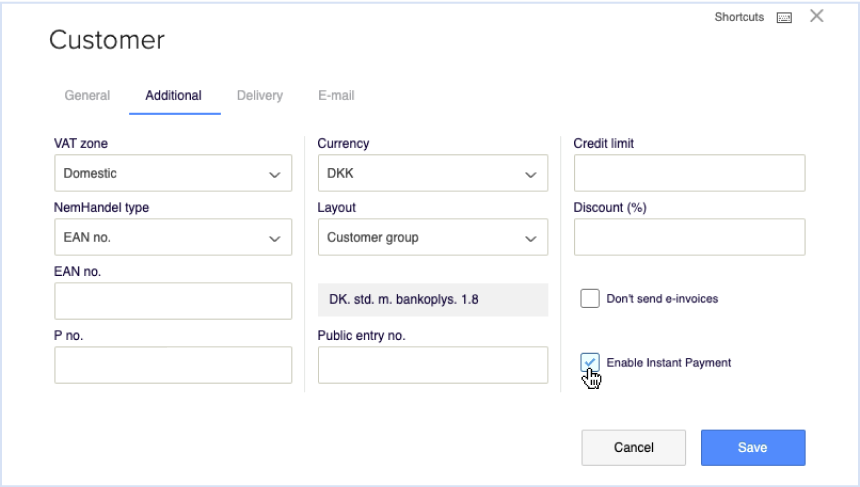 Shortcuts
Customer
General Additional Delivery E-mail
VAT zone Currency Credit limit
Domestic DKK
NemHandel type Layout Discount (%)
EAN no. Customer group
EAN no.
DK. std. m. bankoplys. 1.8 Don't send e-invoices
P no. Public entry no.
Enable Instant Payment
Cancel Save